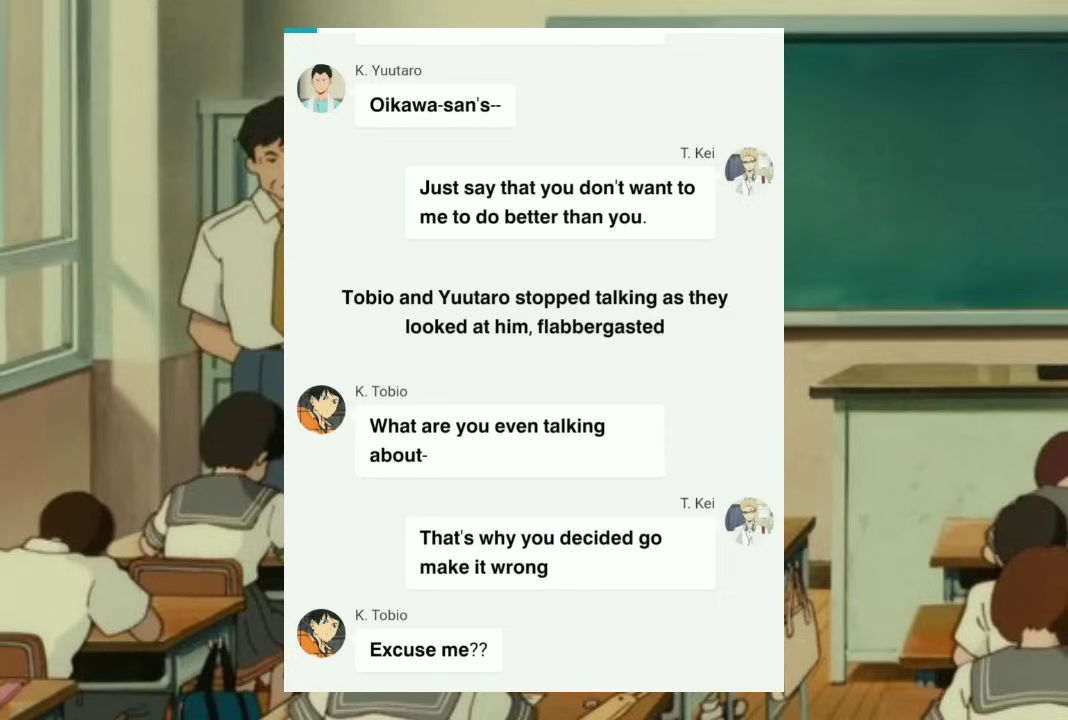 K. Yuutaro
Oikawa-san's--
T. Kei
Just say that you don't want to
me to do better than you.
Tobio and Yuutaro stopped talking as they
looked at him, flabbergasted
K. Tobio
What are you even talking
about-
T. Kei
That's why you decided go
make it wrong
K. Tobio
Excuse me??